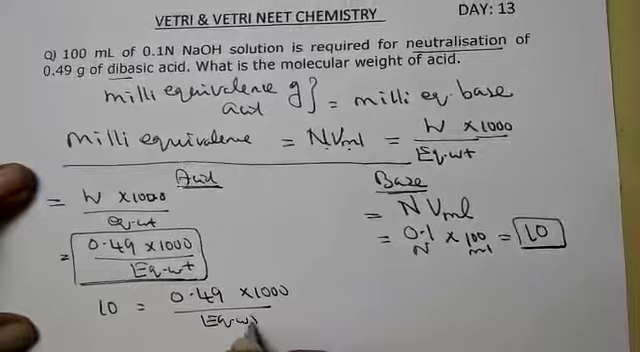 VETRI & VETRI NEET CHEMISTRY
DAY: 13
Q) 100 mL of 0.1N NaOH solution is required for neutralisation of
0.49 g of dibasic acid. What is the molecular weight of acid.
milli equivalence of acid } = milli eq. base
milli equivalence = NVml = W x1000 / Eq.wt
Acid
= W x1000 / Eq.wt
= 0.49 x1000 / Eq.wt
10 = 0.49 x1000 / Eq.wt
Base
= NVml
= 0.1 N x 100 ml = 10